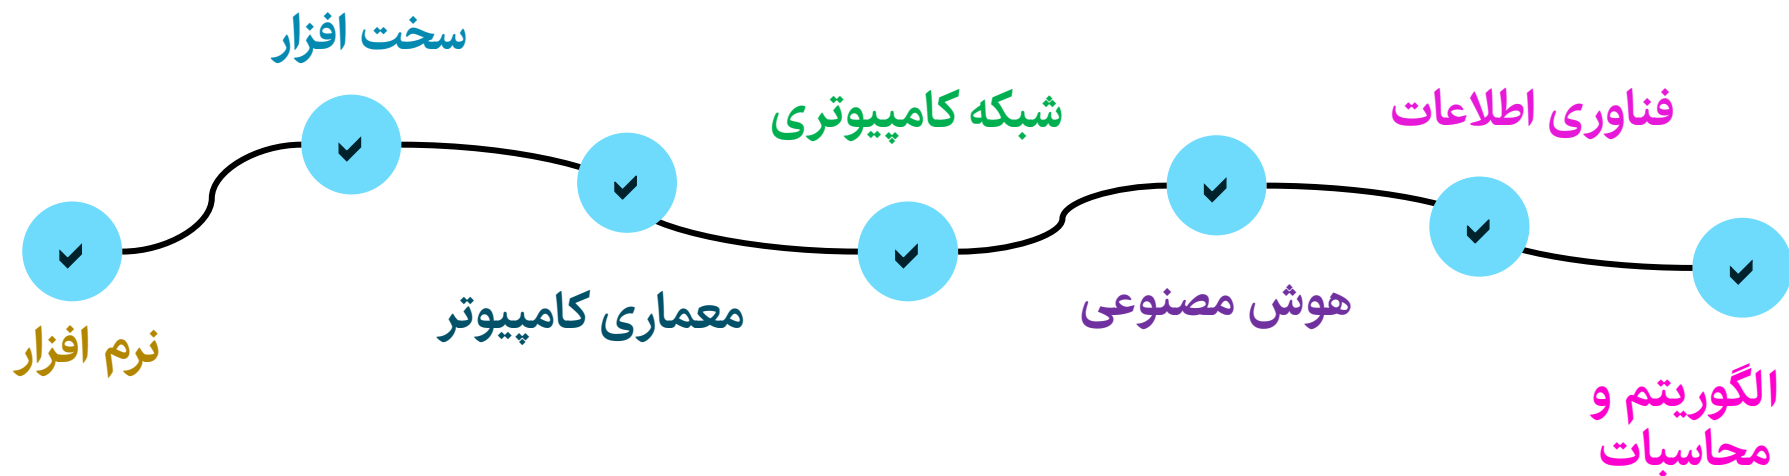 نرم افزار
سخت افزار
معماری کامپیوتر
شبکه کامپیوتری
هوش مصنوعی
فناوری اطلاعات
الگوریتم و
محاسبات